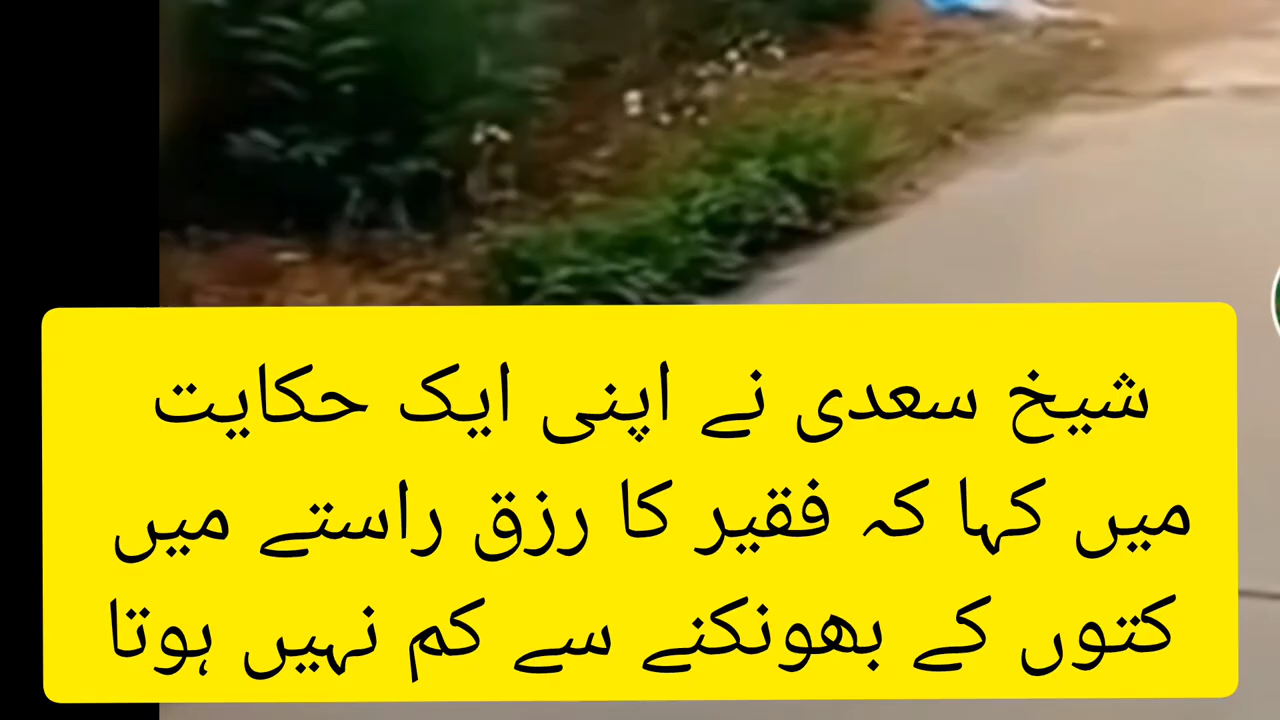 شیخ سعدی نے اپنی ایک حکایت
میں کہا کہ فقیر کا رزق راستے میں
کتوں کے بھونکنے سے کم نہیں ہوتا